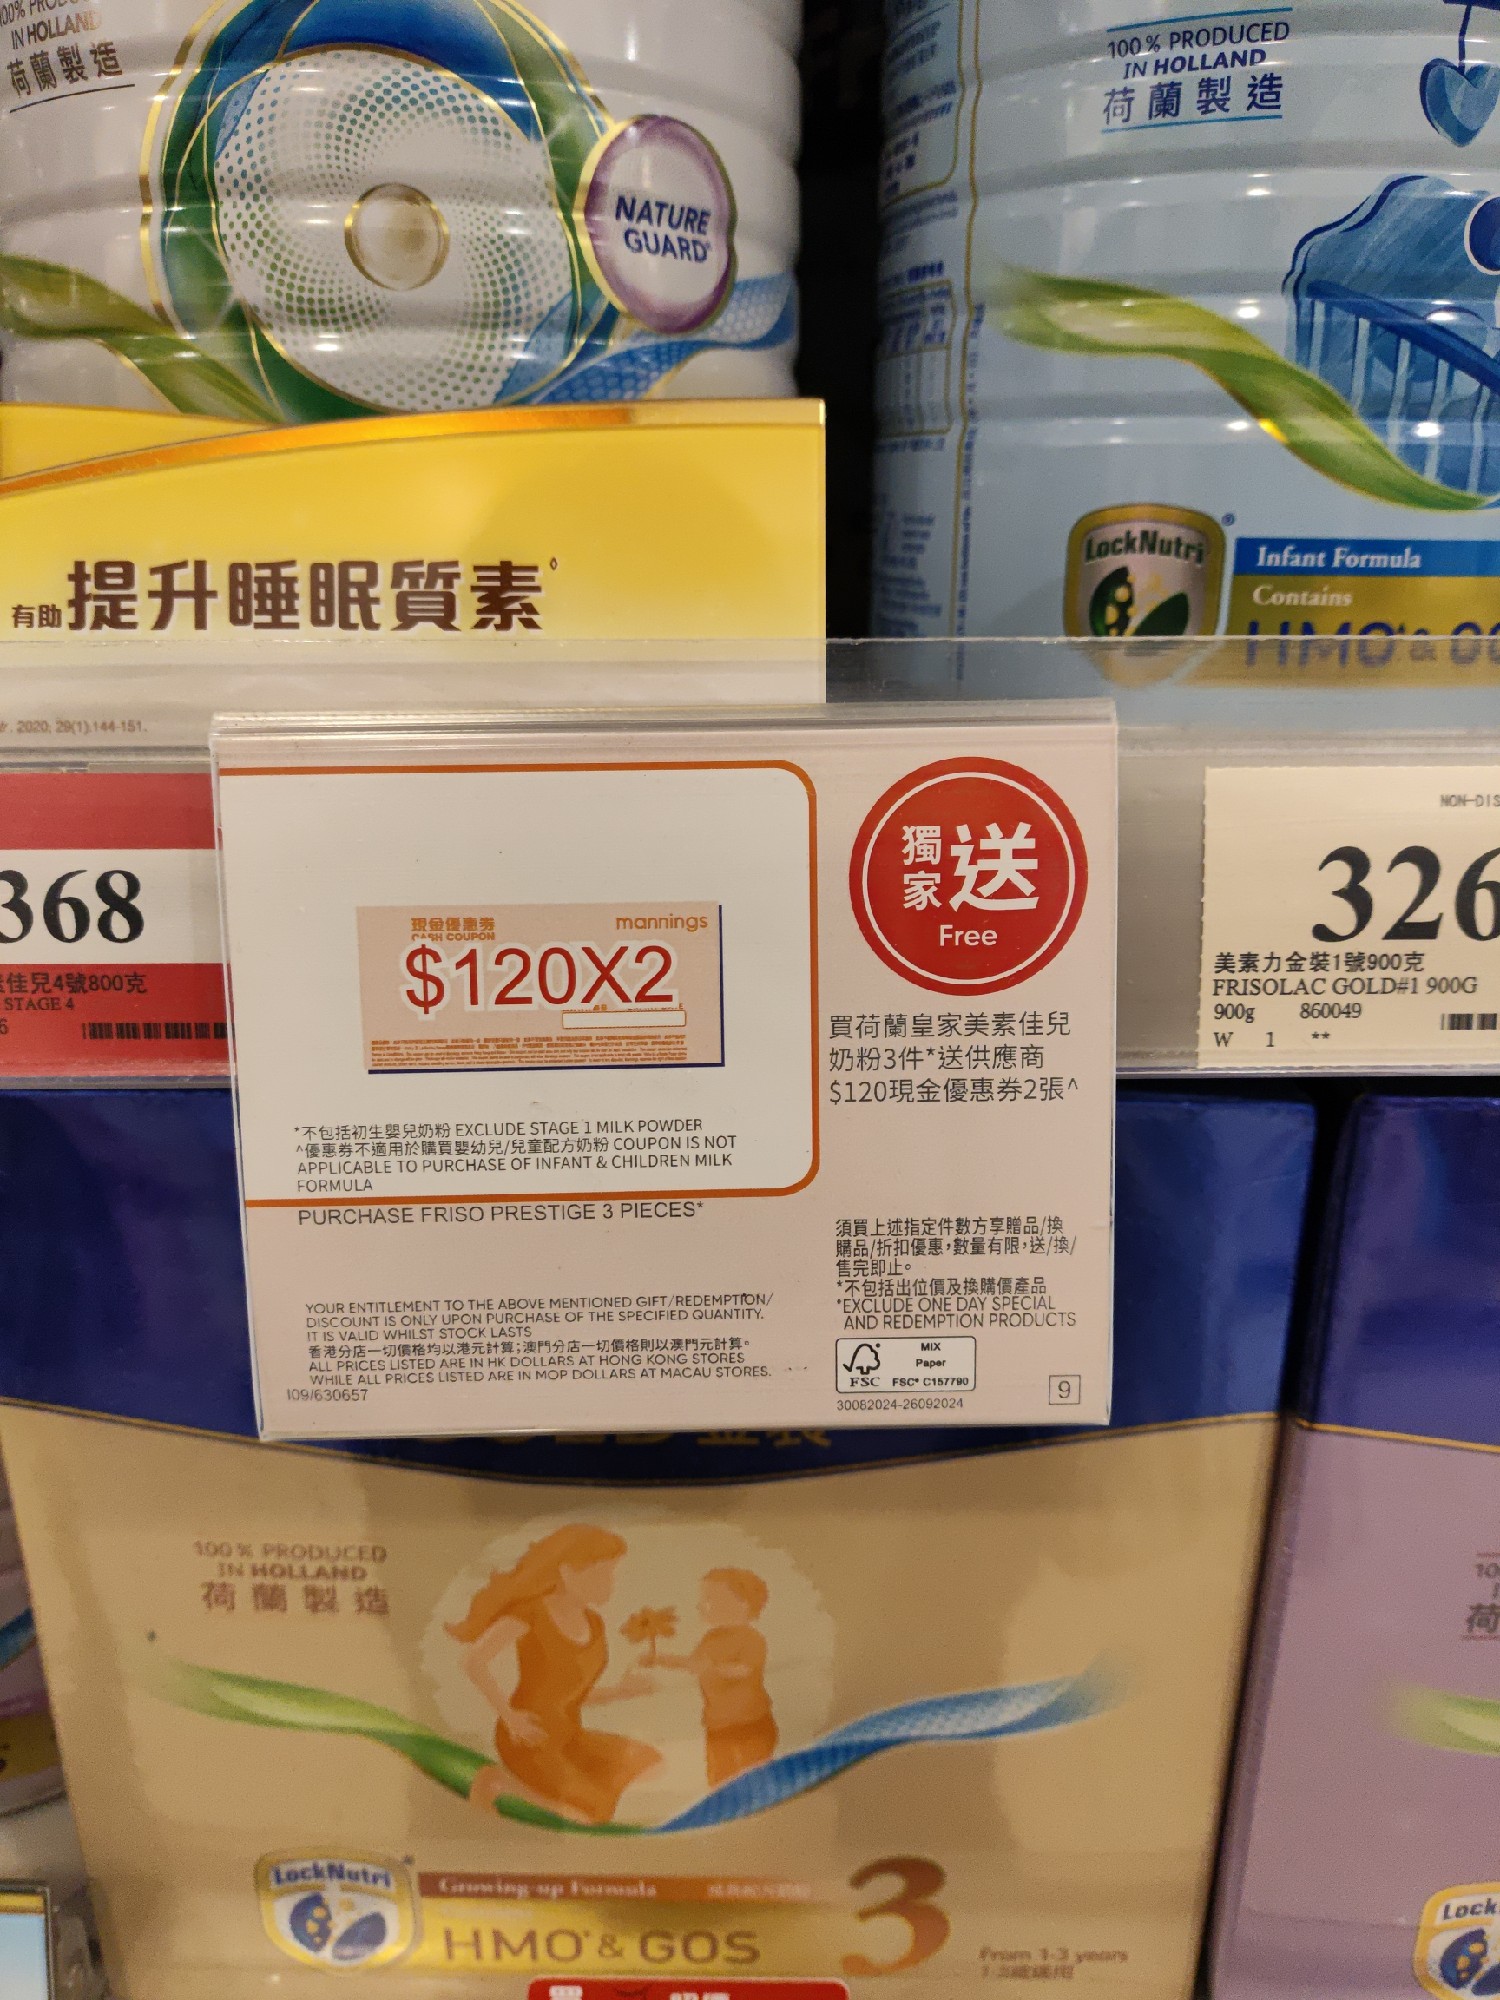 IN HOLLAND
荷蘭製造
NATURE
GUARD
100% PRODUCED
IN HOLLAND
荷蘭製造
LockNutri
Infant Formula
Contains
HMO
有助提升睡眠質素◊
2020; 29(1):144-151.
368
佳兒4號800克
STAGE 4
現金優惠券
CASH COUPON
mannings
$120X2
*不包括初生嬰兒奶粉 EXCLUDE STAGE 1 MILK POWDER
^優惠券不適用於購買嬰幼兒/兒童配方奶粉 COUPON IS NOT
APPLICABLE TO PURCHASE OF INFANT & CHILDREN MILK
FORMULA
PURCHASE FRISO PRESTIGE 3 PIECES*
YOUR ENTITLEMENT TO THE ABOVE MENTIONED GIFT/REDEMPTION/
DISCOUNT IS ONLY UPON PURCHASE OF THE SPECIFIED QUANTITY.
IT IS VALID WHILST STOCK LASTS
香港分店一切價格均以港元計算;澳門分店一切價格則以澳門元計算。
ALL PRICES LISTED ARE IN HK DOLLARS AT HONG KONG STORES
WHILE ALL PRICES LISTED ARE IN MOP DOLLARS AT MACAU STORES.
I09/630657
獨家送
Free
買荷蘭皇家美素佳兒
奶粉3件*送供應商
$120現金優惠券2張^
須買上述指定件數方享贈品/換
購品/折扣優惠,數量有限,送/換/
售完即止。
*不包括出位價及換購價產品
*EXCLUDE ONE DAY SPECIAL
AND REDEMPTION PRODUCTS
MIX
Paper
FSC FSC® C157790
30082024-26092024
9
NON-DIS
326
美素力金裝1號900克
FRISOLAC GOLD#1 900G
900g 860049
W 1 **
100% PRODUCED
IN HOLLAND
荷蘭製造
LockNutri
Growing-up Formula
HMO & GOS
3
From 1-3 years
荷
Lock